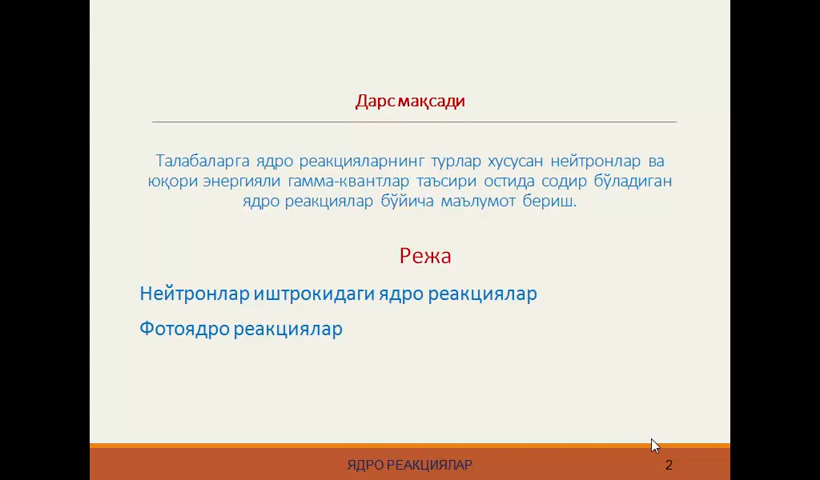 Дарс мақсади
Талабаларга ядро реакцияларнинг турлар хусусан нейтронлар ва
юқори энергияли гамма-квантлар таъсири остида содир бўладиган
ядро реакциялар бўйича маълумот бериш.
Режа
Нейтронлар иштрокидаги ядро реакциялар
Фотоядро реакциялар
ЯДРО РЕАКЦИЯЛАР 2